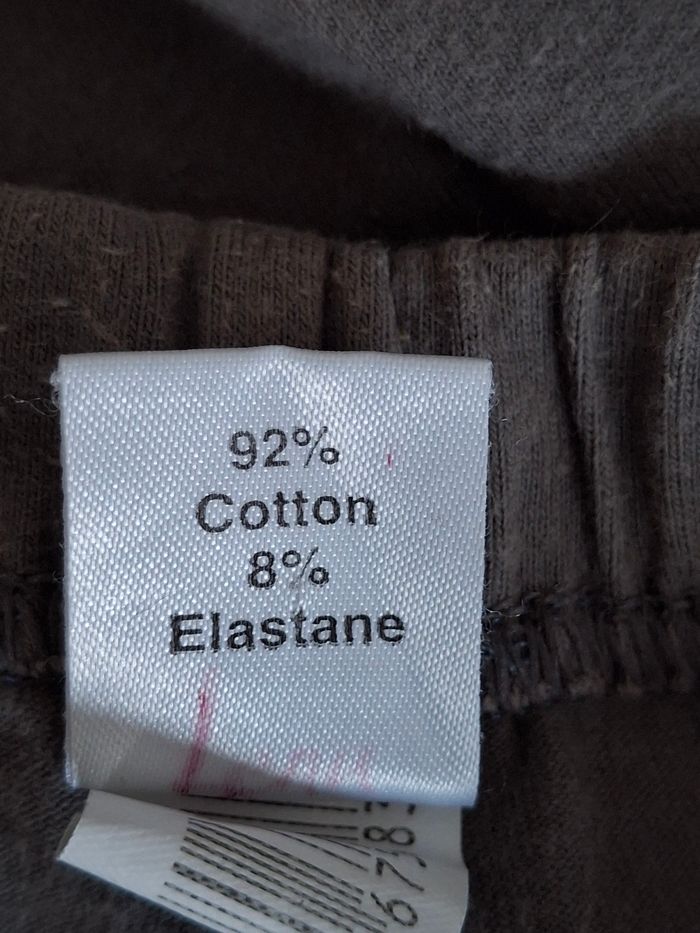 92%
Cotton
8%
Elastane